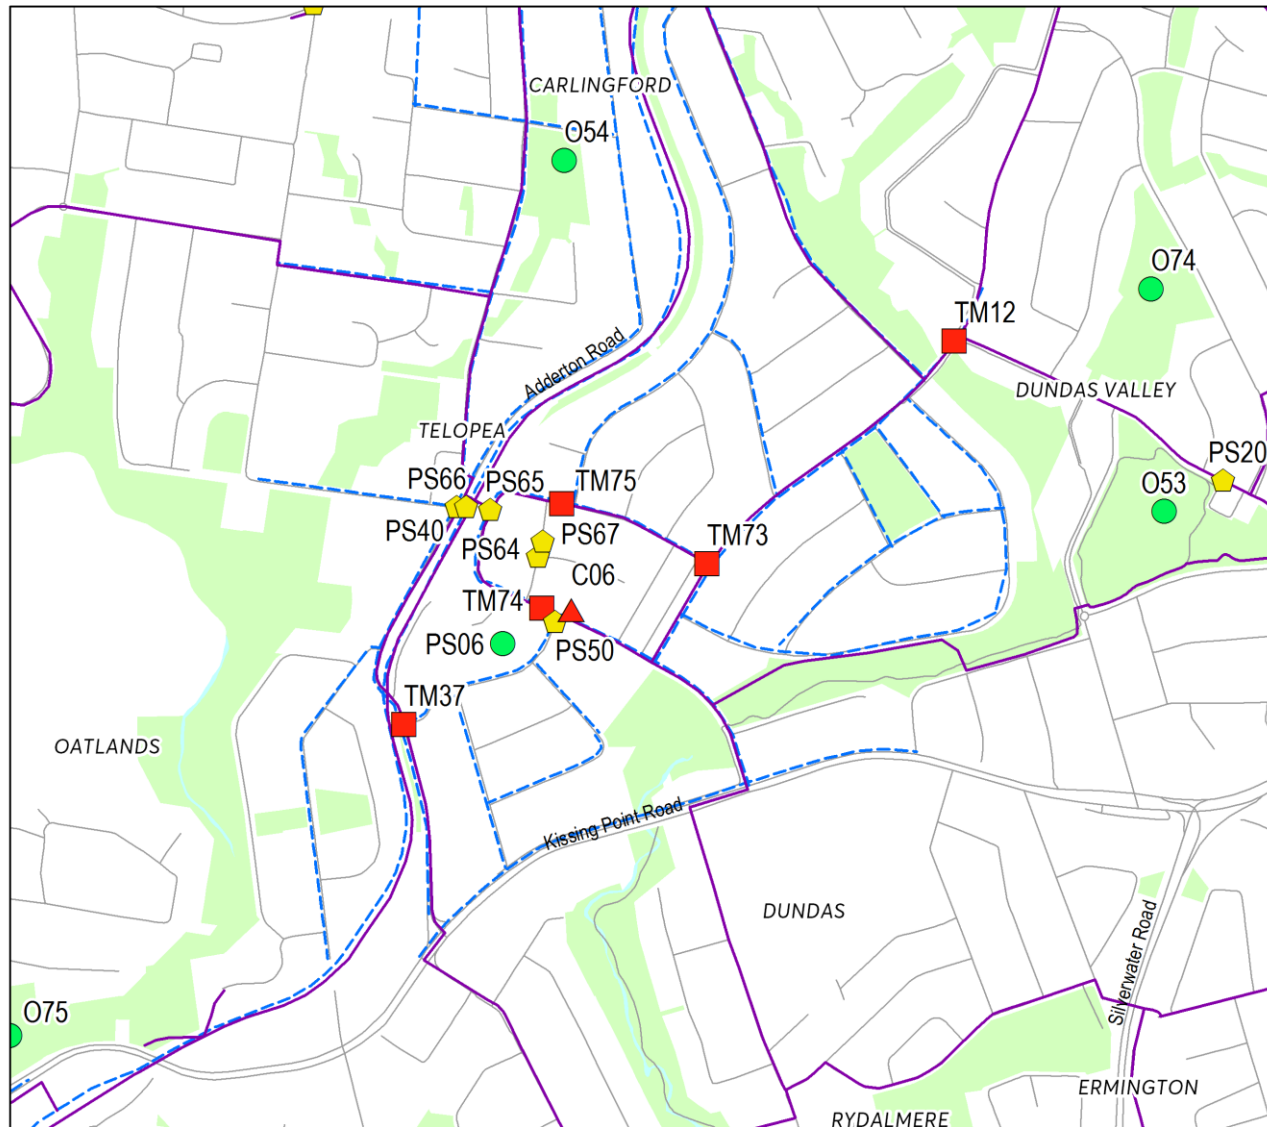 CARLINGFORD
O54
O74
TM12
Adderton Road
DUNDAS VALLEY
TELOPEA
PS20
PS66
PS65
TM75
O53
PS40
PS64
PS67
TM73
C06
TM74
PS06
PS50
TM37
OATLANDS
Kissing Point Road
DUNDAS
Silverwater Road
O75
ERMINGTON
RYDALMERE